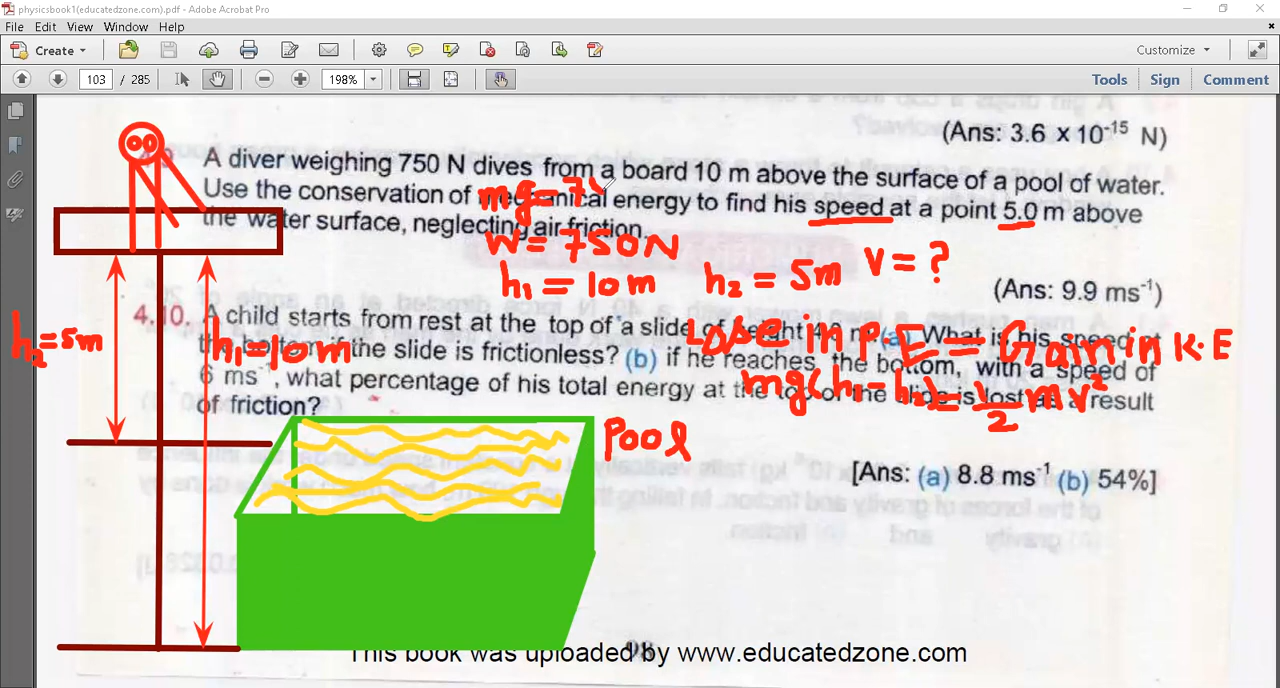 physicsbook1(educatedzone.com).pdf - Adobe Acrobat Pro
File Edit View Window Help
Create Customize
103 / 285 198% Tools Sign Comment
(Ans: 3.6 x 10⁻¹⁵ N)
A diver weighing 750 N dives from a board 10 m above the surface of a pool of water.
mg = 75
Use the conservation of mechanical energy to find his speed at a point 5.0 m above
the water surface, neglecting air friction.
W = 750N
h₁ = 10m h₂ = 5m V = ?
(Ans: 9.9 ms⁻¹)
4.10. A child starts from rest at the top of a slide of height 4.0 m. (a) What is his speed at
h₂=5m h₁=10m Lose in P.E = Gain in K.E
the bottom if the slide is frictionless? (b) if he reaches the bottom, with a speed of
mg(h₁-h₂) = 1/2 mv²
6 ms⁻¹, what percentage of his total energy at the top of the slide is lost as a result
of friction?
Pool
[Ans: (a) 8.8 ms⁻¹ (b) 54%]
98
This book was uploaded by www.educatedzone.com